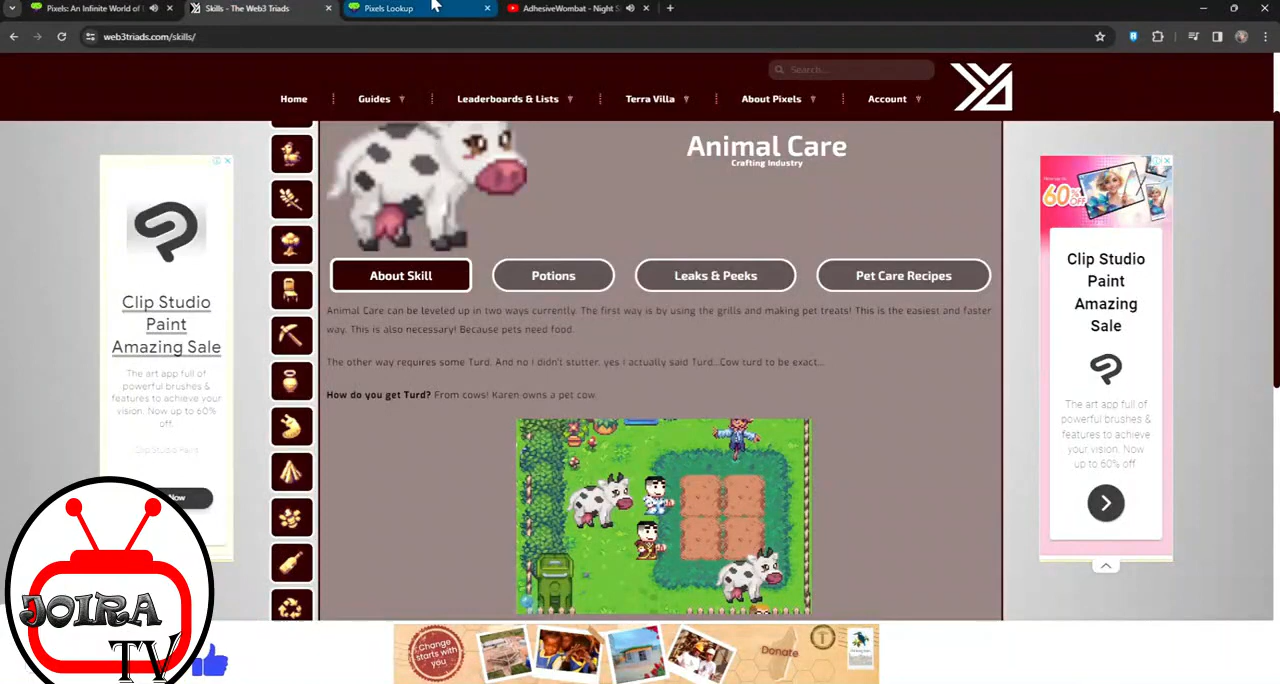 Pixels: An Infinite World of
Skills - The Web3 Triads
Pixels Lookup
AdhesiveWombat - Night S
web3triads.com/skills/
Search...
Home
Guides
Leaderboards & Lists
Terra Villa
About Pixels
Account
Animal Care
Crafting Industry
About Skill
Potions
Leaks & Peeks
Pet Care Recipes
Animal Care can be leveled up in two ways currently. The first way is by using the grills and making pet treats! This is the easiest and faster
way. This is also necessary! Because pets need food.
The other way requires some Turd. And no I didn't stutter, yes I actually said Turd...Cow turd to be exact...
How do you get Turd? From cows! Karen owns a pet cow.
Clip Studio
Paint
Amazing Sale
The art app full of
powerful brushes &
features to achieve
your vision. Now
up to 60%
off.
Clip Studio Paint
Now
60%
OFF
Clip Studio
Paint
Amazing
Sale
The art app full of
powerful brushes &
features to achieve
your vision. Now
up to 60% off
JOIRA
TV
Change
starts with
you
Donate